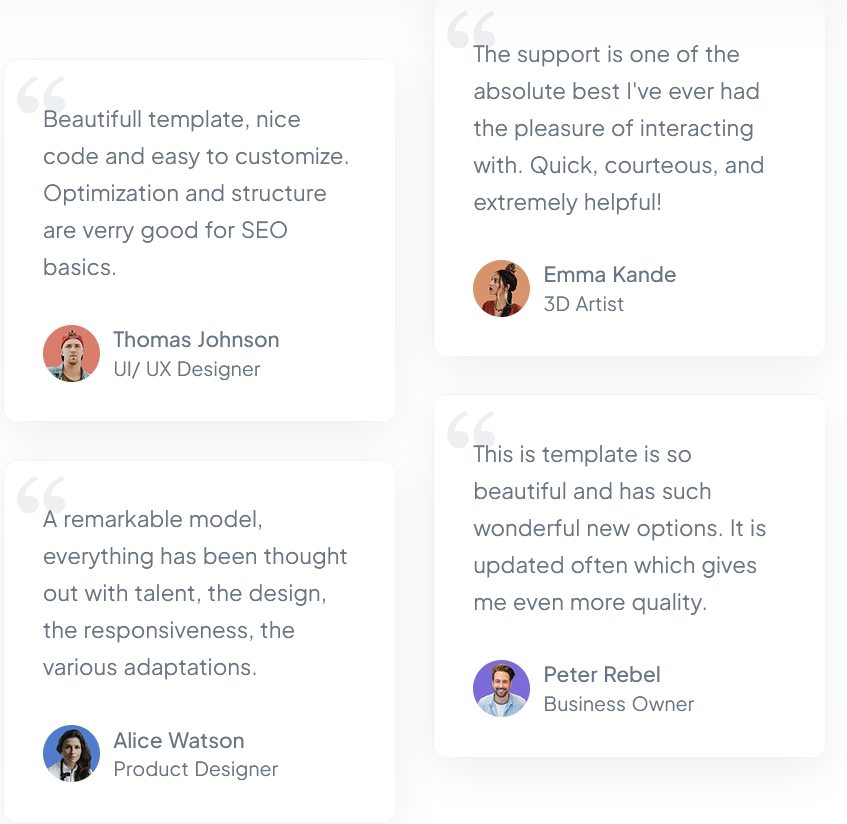 Beautifull template, nice
code and easy to customize.
Optimization and structure
are verry good for SEO
basics.
Thomas Johnson
UI/ UX Designer
A remarkable model,
everything has been thought
out with talent, the design,
the responsiveness, the
various adaptations.
Alice Watson
Product Designer
The support is one of the
absolute best I've ever had
the pleasure of interacting
with. Quick, courteous, and
extremely helpful!
Emma Kande
3D Artist
This is template is so
beautiful and has such
wonderful new options. It is
updated often which gives
me even more quality.
Peter Rebel
Business Owner